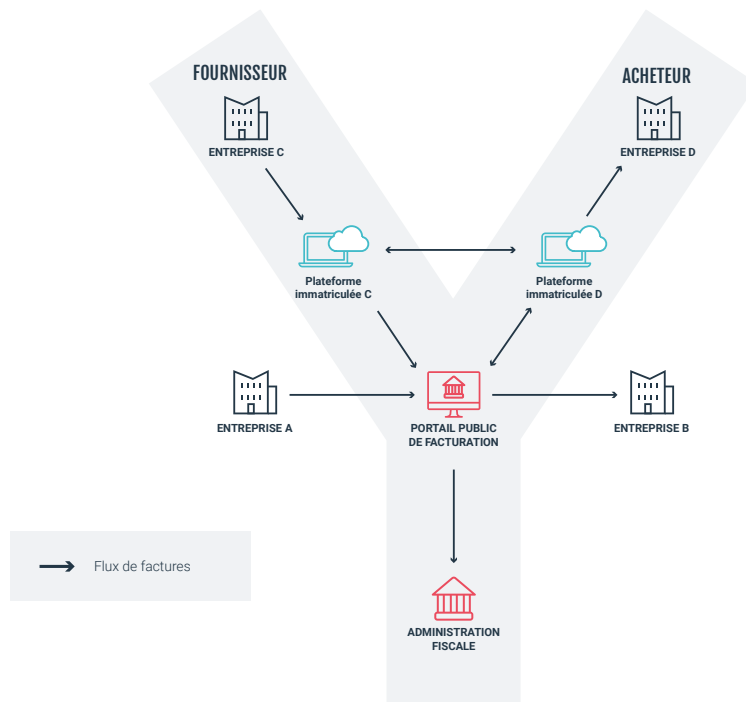 FOURNISSEUR
ACHETEUR
ENTREPRISE C
ENTREPRISE D
Plateforme
immatriculée C
Plateforme
immatriculée D
ENTREPRISE A
PORTAIL PUBLIC
DE FACTURATION
ENTREPRISE B
Flux de factures
ADMINISTRATION
FISCALE